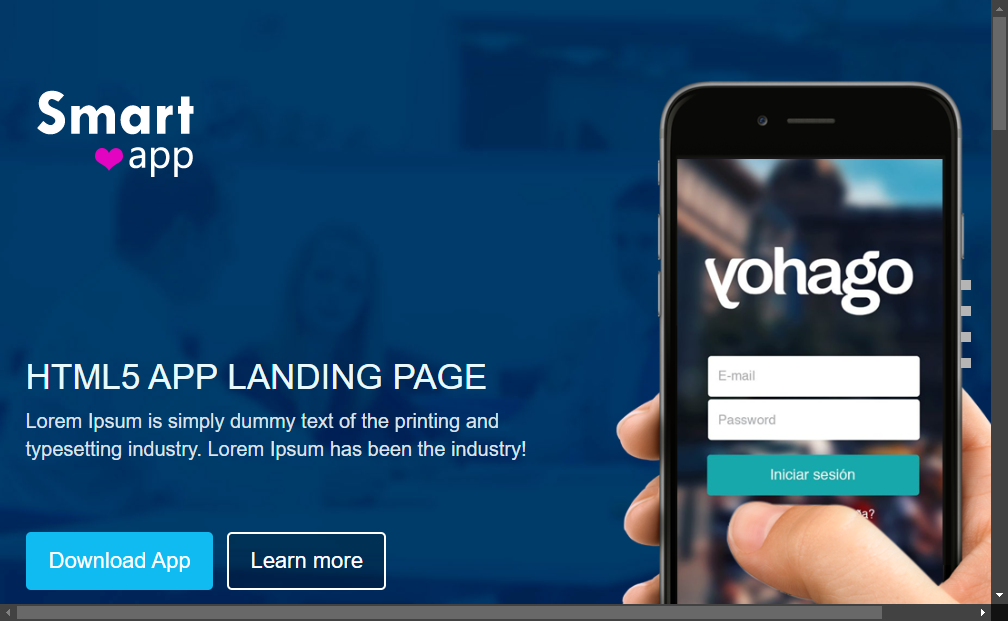 Smart
app
HTML5 APP LANDING PAGE
Lorem Ipsum is simply dummy text of the printing and
typesetting industry. Lorem Ipsum has been the industry!
Download App
Learn more
yohago
E-mail
Password
Iniciar sesión